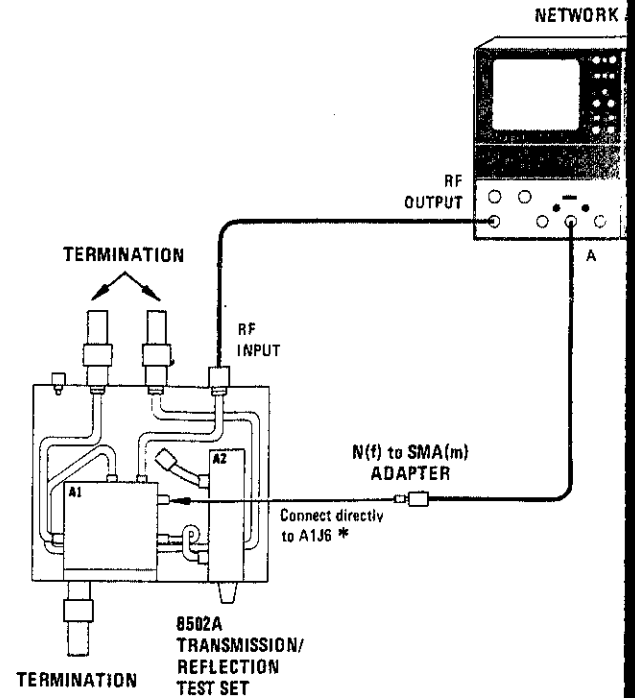 NETWORK
RF
OUTPUT
A
TERMINATION
RF
INPUT
N(f) to SMA(m)
ADAPTER
A1
A2
Connect directly
to A1J6 *
8502A
TRANSMISSION/
REFLECTION
TEST SET
TERMINATION